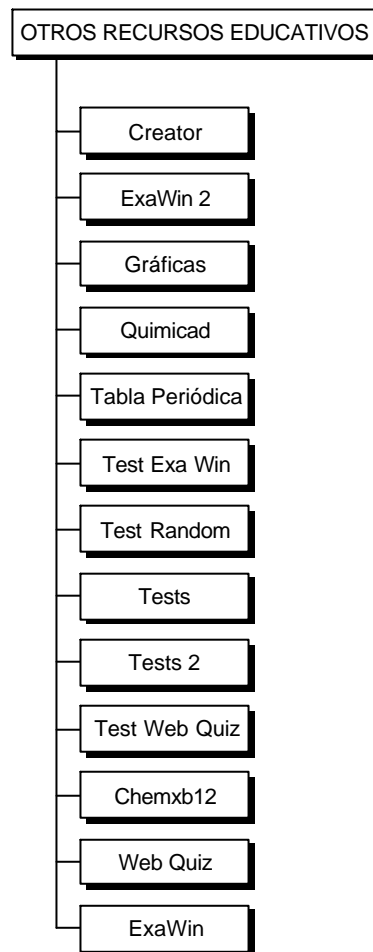 OTROS RECURSOS EDUCATIVOS
Creator
ExaWin 2
Gráficas
Quimicad
Tabla Periódica
Test Exa Win
Test Random
Tests
Tests 2
Test Web Quiz
Chemxb12
Web Quiz
ExaWin